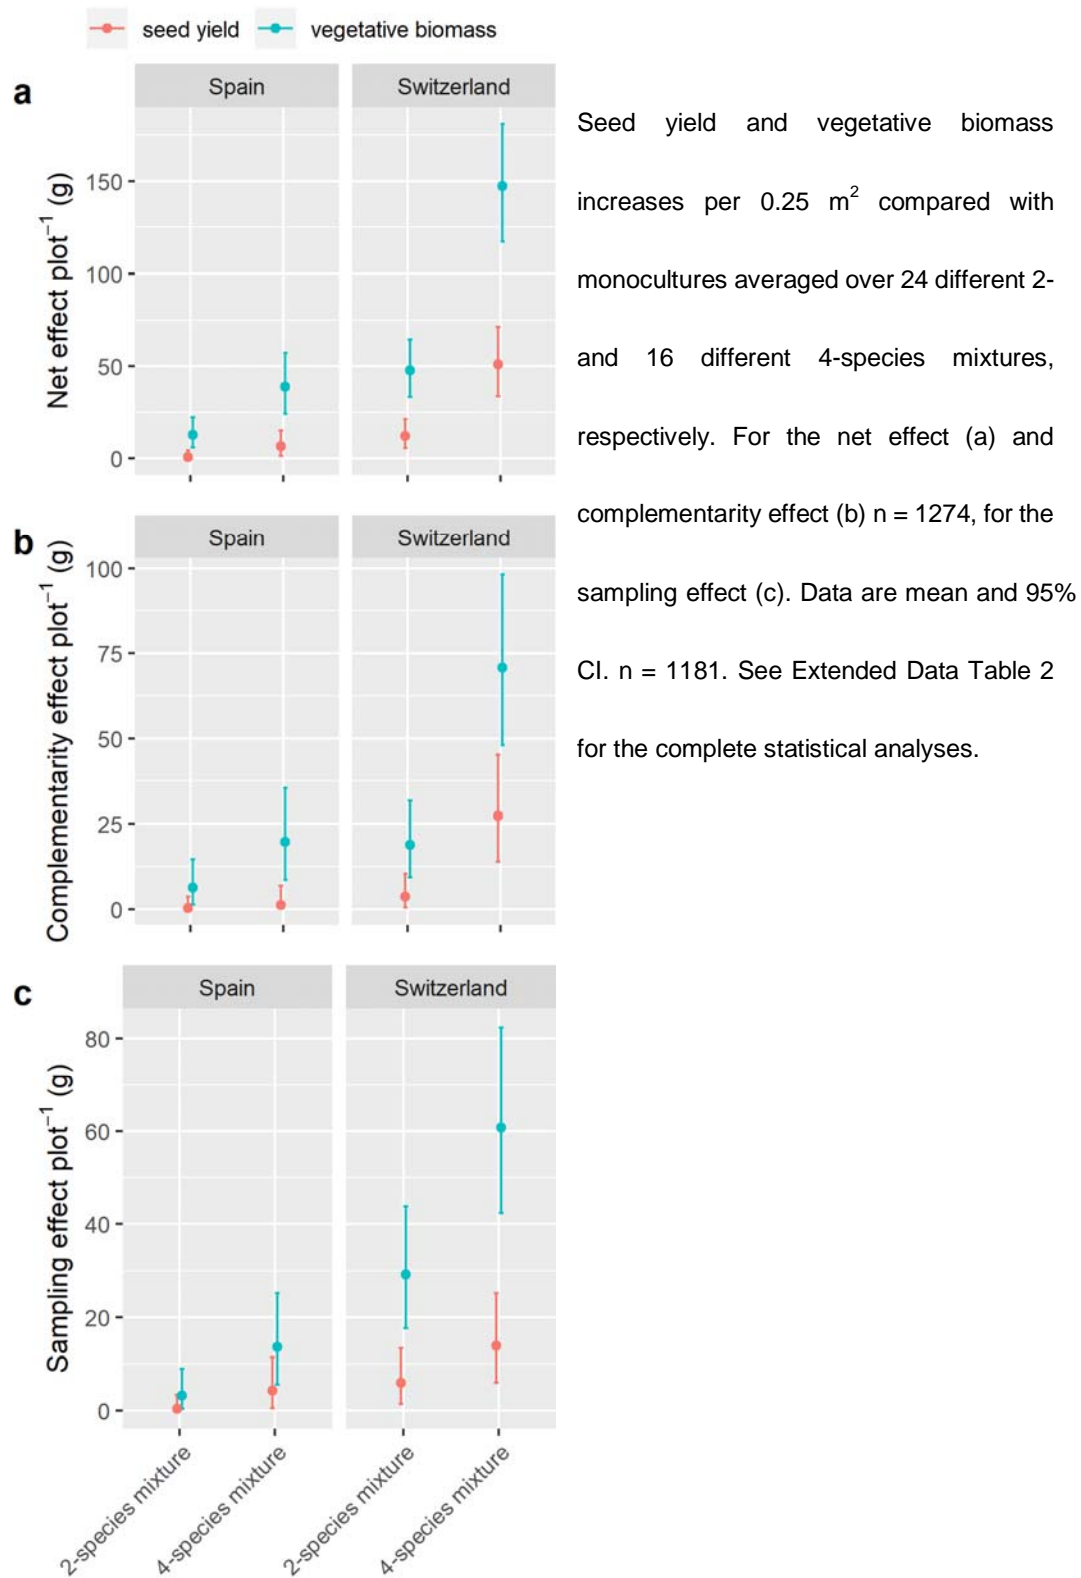 seed yield vegetative biomass
a
Spain Switzerland
Net effect plot⁻¹ (g)
150
100
50
0
Seed yield and vegetative biomass
increases per 0.25 m² compared with
monocultures averaged over 24 different 2-
and 16 different 4-species mixtures,
respectively. For the net effect (a) and
complementarity effect (b) n = 1274, for the
sampling effect (c). Data are mean and 95%
CI. n = 1181. See Extended Data Table 2
for the complete statistical analyses.
b
Spain Switzerland
Complementarity effect plot⁻¹ (g)
100
75
50
25
0
c
Spain Switzerland
Sampling effect plot⁻¹ (g)
80
60
40
20
0
2-species mixture
4-species mixture
2-species mixture
4-species mixture